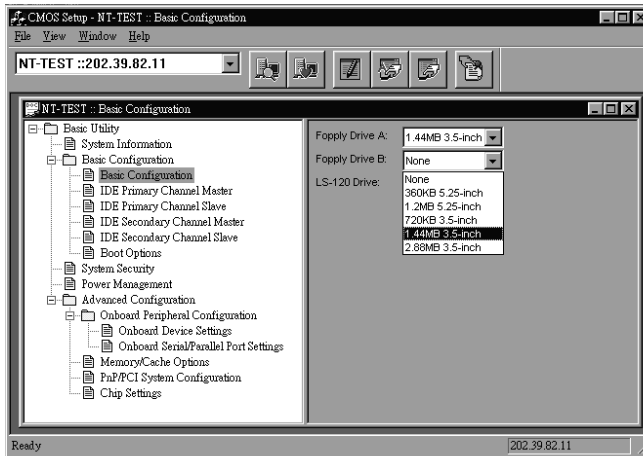 CMOS Setup - NT-TEST :: Basic Configuration
File View Window Help
NT-TEST ::202.39.82.11
NT-TEST :: Basic Configuration
Basic Utility
System Information
Basic Configuration
Basic Configuration
IDE Primary Channel Master
IDE Primary Channel Slave
IDE Secondary Channel Master
IDE Secondary Channel Slave
Boot Options
System Security
Power Management
Advanced Configuration
Onboard Peripheral Configuration
Onboard Device Settings
Onboard Serial/Parallel Port Settings
Memory/Cache Options
PnP/PCI System Configuration
Chip Settings
Fopply Drive A: 1.44MB 3.5-inch
Fopply Drive B: None
LS-120 Drive:
None
360KB 5.25-inch
1.2MB 5.25-inch
720KB 3.5-inch
1.44MB 3.5-inch
2.88MB 3.5-inch
Ready
202.39.82.11